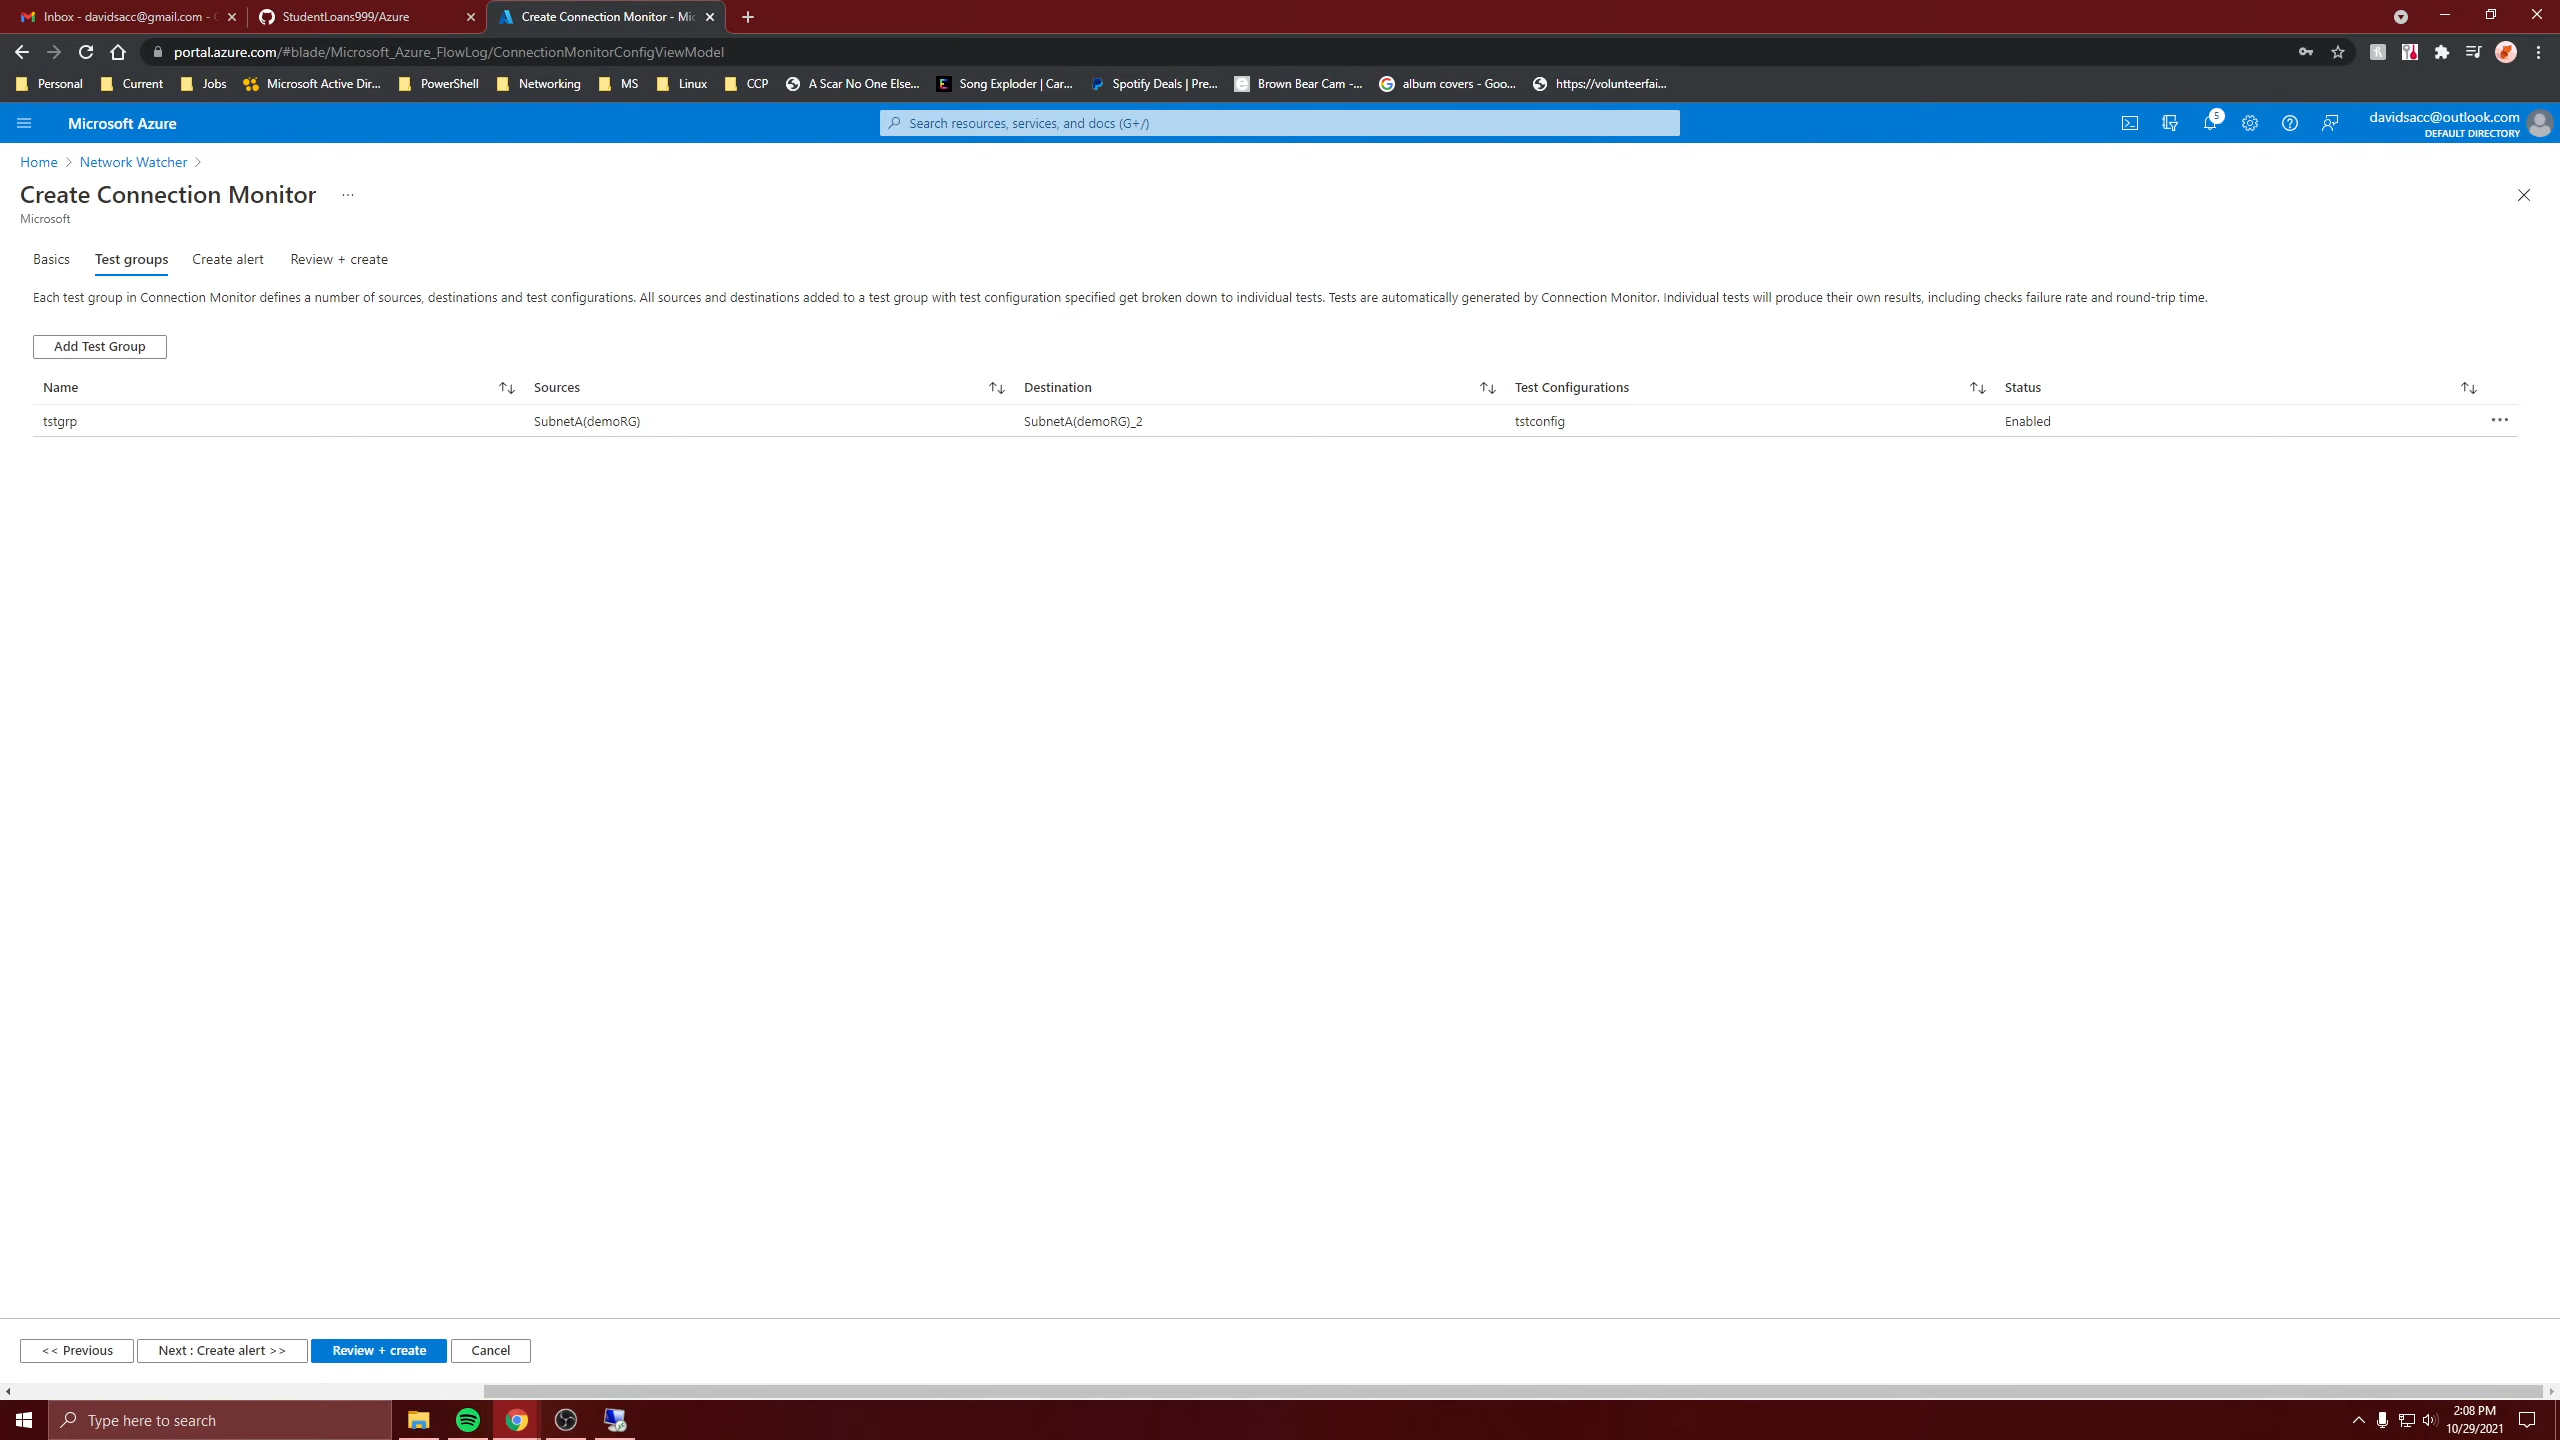 Inbox - davidsacc@gmail.com - G
StudentLoans999/Azure
Create Connection Monitor - Mic
portal.azure.com/#blade/Microsoft_Azure_FlowLog/ConnectionMonitorConfigViewModel
Personal Current Jobs Microsoft Active Dir... PowerShell Networking MS Linux CCP A Scar No One Else... Song Exploder | Car... Spotify Deals | Pre... Brown Bear Cam -... album covers - Goo... https://volunteerfai...
Microsoft Azure
Search resources, services, and docs (G+/)
5
davidsacc@outlook.com
DEFAULT DIRECTORY
Home > Network Watcher >
Create Connection Monitor ...
Microsoft
Basics Test groups Create alert Review + create
Each test group in Connection Monitor defines a number of sources, destinations and test configurations. All sources and destinations added to a test group with test configuration specified get broken down to individual tests. Tests are automatically generated by Connection Monitor. Individual tests will produce their own results, including checks failure rate and round-trip time.
Add Test Group
Name Sources Destination Test Configurations Status
tstgrp SubnetA(demoRG) SubnetA(demoRG)_2 tstconfig Enabled
<< Previous Next : Create alert >> Review + create Cancel
Type here to search
2:08 PM
10/29/2021